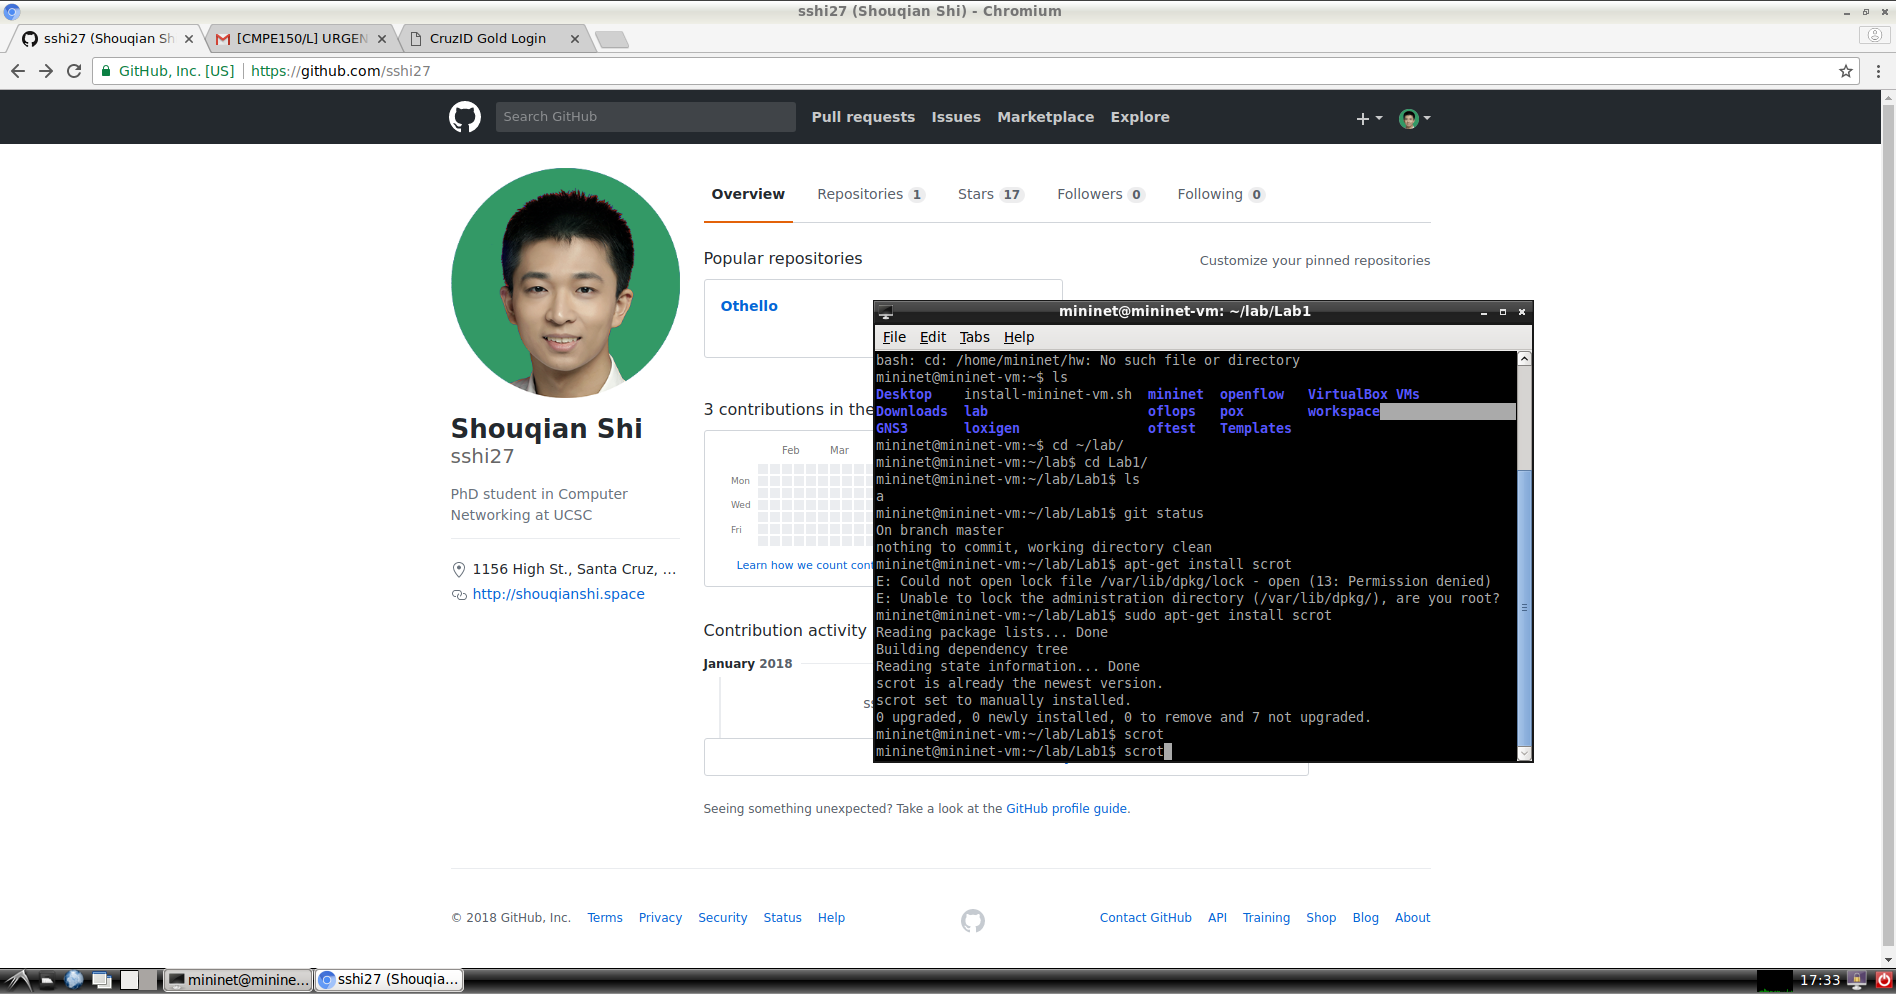 sshi27 (Shouqian Shi) - Chromium
sshi27 (Shouqian Sh
[CMPE150/L] URGEN
CruzID Gold Login
GitHub, Inc. [US]
https://github.com/sshi27
Search GitHub
Pull requests Issues Marketplace Explore
Overview Repositories 1 Stars 17 Followers 0 Following 0
Popular repositories
Customize your pinned repositories
Othello
3 contributions in the
Feb Mar
Mon
Wed
Fri
Learn how we count cont
Shouqian Shi
sshi27
PhD student in Computer
Networking at UCSC
1156 High St., Santa Cruz, ...
http://shouqianshi.space
Contribution activity
January 2018
mininet@mininet-vm: ~/lab/Lab1
File Edit Tabs Help
bash: cd: /home/mininet/hw: No such file or directory
mininet@mininet-vm:~$ ls
Desktop install-mininet-vm.sh mininet openflow VirtualBox VMs
Downloads lab oflops pox workspace
GNS3 loxigen oftest Templates
mininet@mininet-vm:~$ cd ~/lab/
mininet@mininet-vm:~/lab$ cd Lab1/
mininet@mininet-vm:~/lab/Lab1$ ls
a
mininet@mininet-vm:~/lab/Lab1$ git status
On branch master
nothing to commit, working directory clean
mininet@mininet-vm:~/lab/Lab1$ apt-get install scrot
E: Could not open lock file /var/lib/dpkg/lock - open (13: Permission denied)
E: Unable to lock the administration directory (/var/lib/dpkg/), are you root?
mininet@mininet-vm:~/lab/Lab1$ sudo apt-get install scrot
Reading package lists... Done
Building dependency tree
Reading state information... Done
scrot is already the newest version.
scrot set to manually installed.
0 upgraded, 0 newly installed, 0 to remove and 7 not upgraded.
mininet@mininet-vm:~/lab/Lab1$ scrot
mininet@mininet-vm:~/lab/Lab1$ scrot
Seeing something unexpected? Take a look at the GitHub profile guide.
© 2018 GitHub, Inc. Terms Privacy Security Status Help
Contact GitHub API Training Shop Blog About
mininet@minine...
sshi27 (Shouqia...
17:33